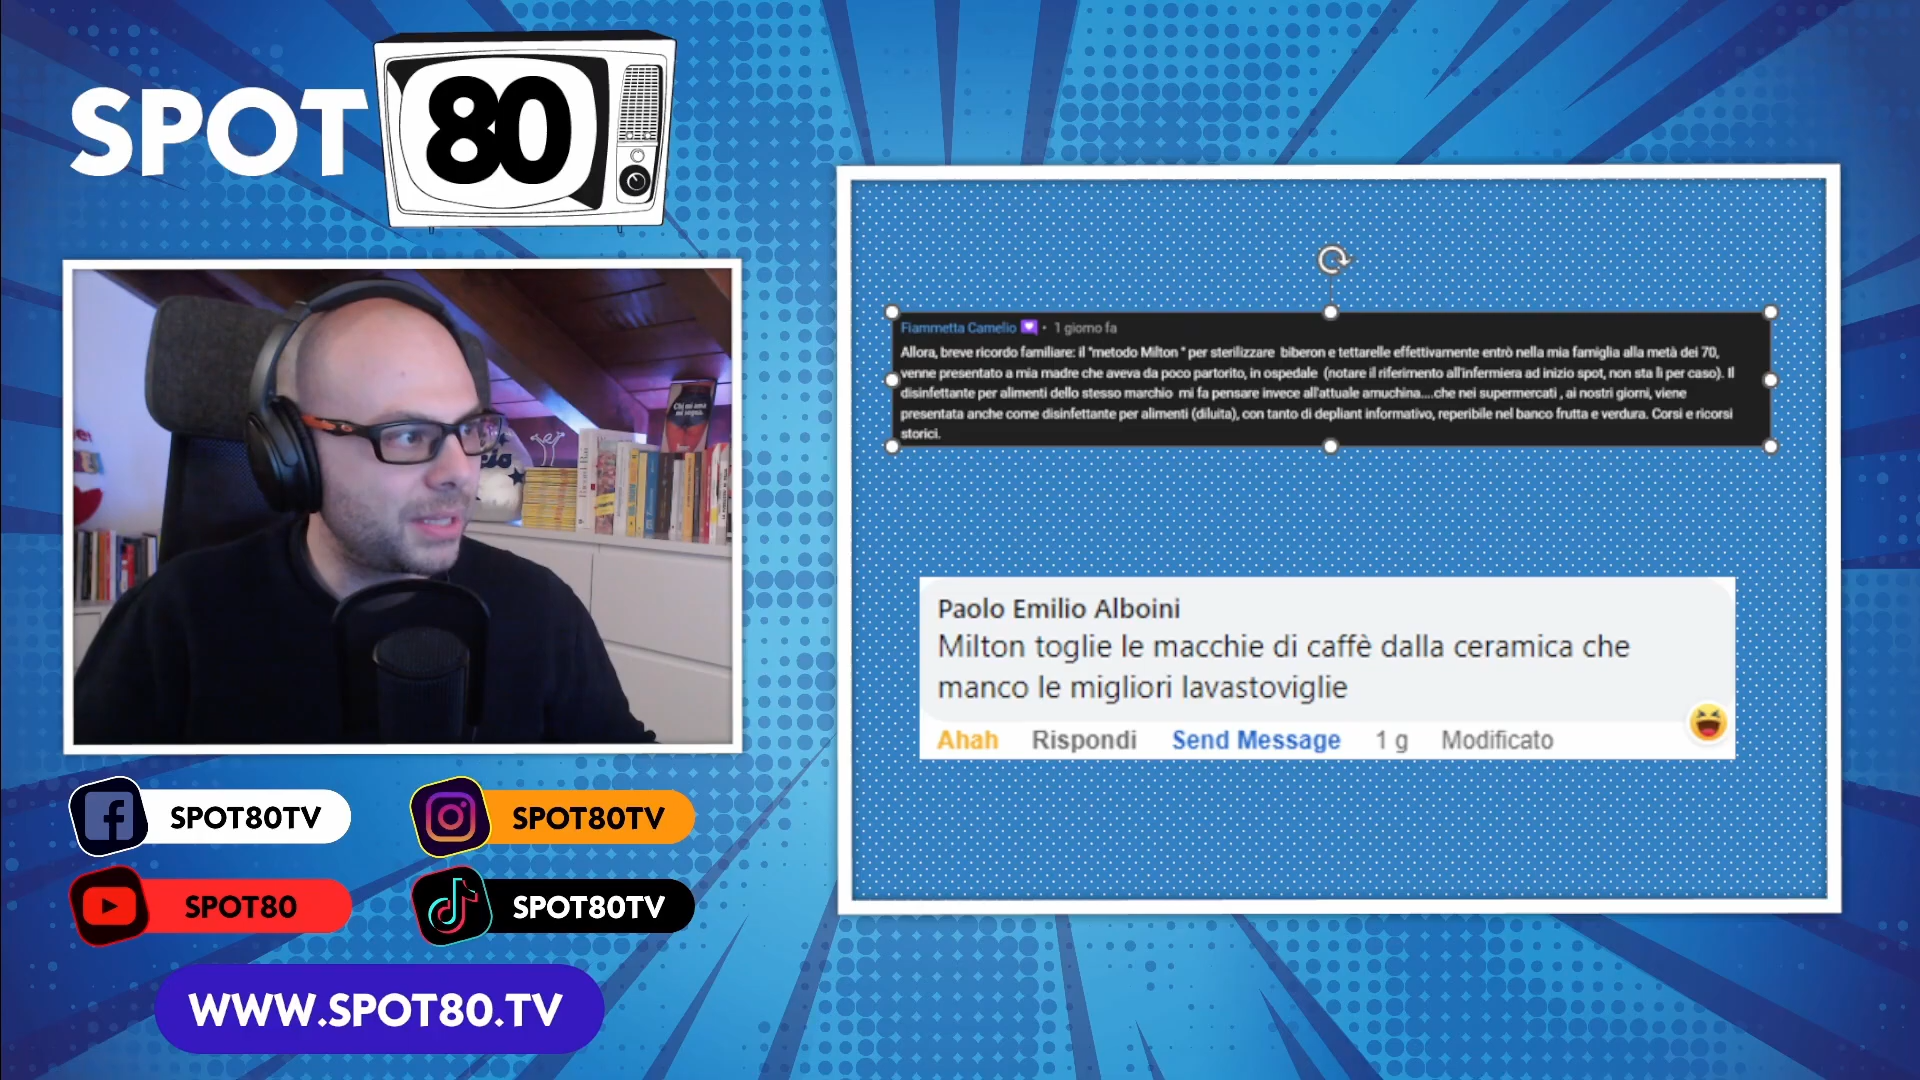 SPOT 80
Fiammetta Camelio • 1 giorno fa
Allora, breve ricordo familiare: il "metodo Milton " per sterilizzare biberon e tettarelle effettivamente entrò nella mia famiglia alla metà dei 70,
venne presentato a mia madre che aveva da poco partorito, in ospedale (notare il riferimento all'infermiera ad inizio spot, non sta lì per caso). Il
disinfettante per alimenti dello stesso marchio mi fa pensare invece all'attuale amuchina....che nei supermercati , ai nostri giorni, viene
presentata anche come disinfettante per alimenti (diluita), con tanto di depliant informativo, reperibile nel banco frutta e verdura. Corsi e ricorsi
storici.
Chi mi ama
mi segua.
Paolo Emilio Alboini
Milton toglie le macchie di caffè dalla ceramica che
manco le migliori lavastoviglie
Ahah Rispondi Send Message 1 g Modificato
SPOT80TV
SPOT80TV
SPOT80
SPOT80TV
WWW.SPOT80.TV